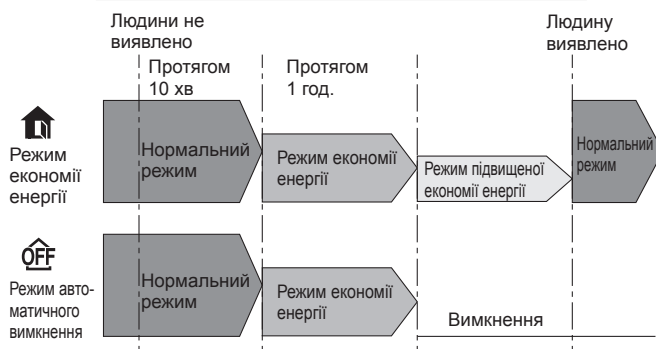 Людини не
виявлено
Людину
виявлено
Протягом
10 хв
Протягом
1 год.
Режим
економії
енергії
Нормальний
режим
Режим економії
енергії
Режим підвищеної
економії енергії
Нормальний
режим
OFF
Режим авто-
матичного
вимкнення
Нормальний
режим
Режим економії
енергії
Вимкнення